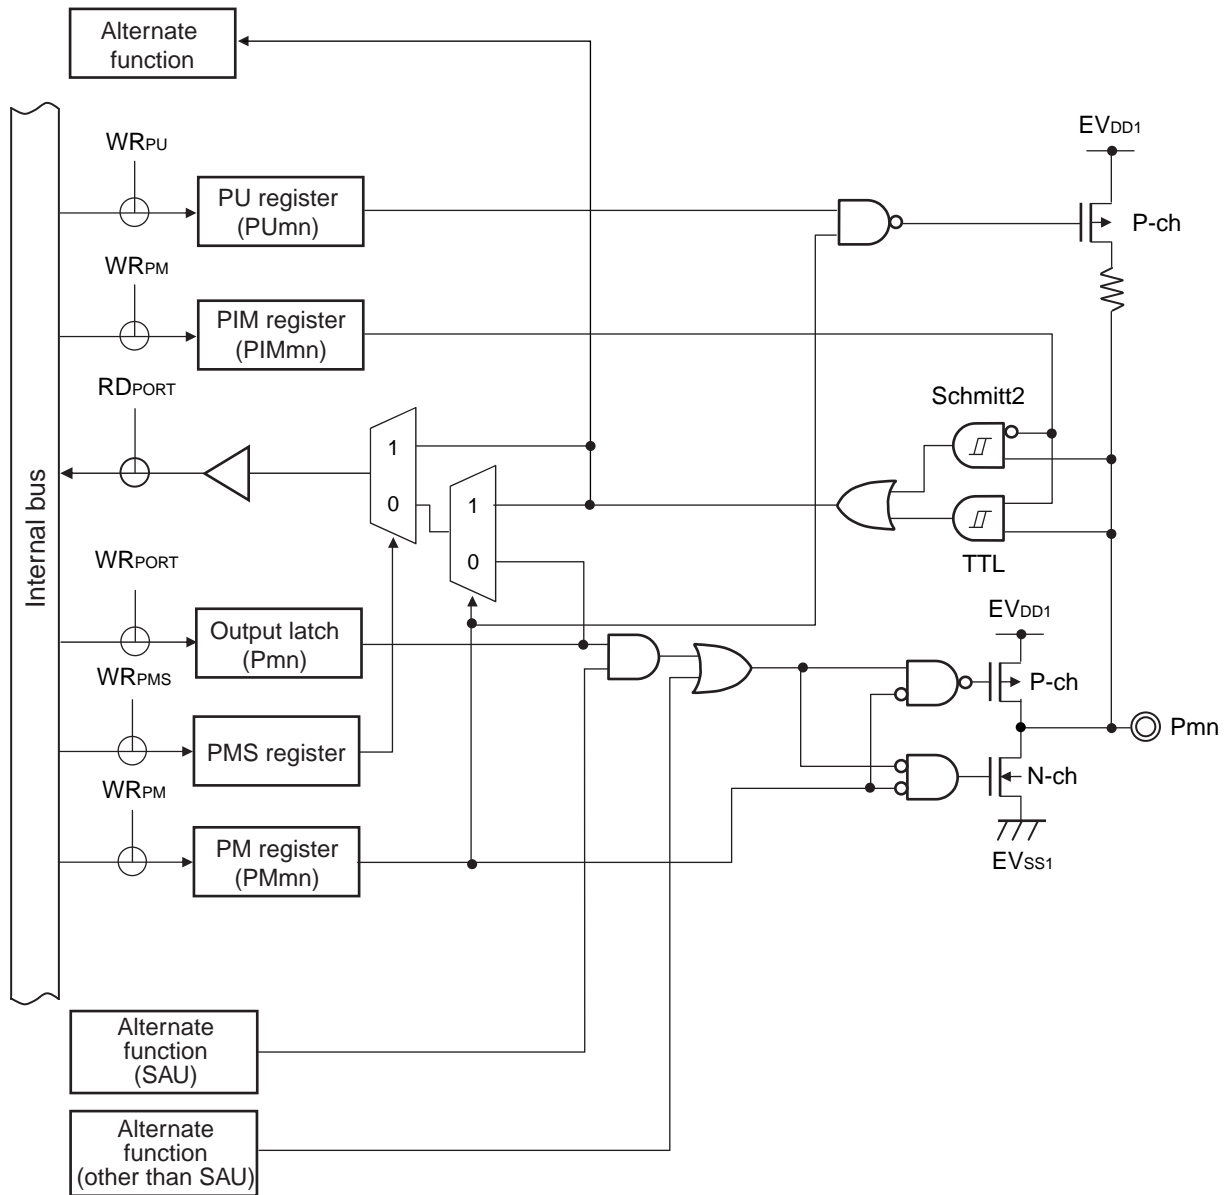 Alternate
function
EVDD1
WRPU
PU register
(PUmn)
P-ch
WRPM
PIM register
(PIMmn)
RDPORT
Schmitt2
1
0
1
0
TTL
Internal bus
WRPORT
Output latch
(Pmn)
EVDD1
P-ch
WRPMS
PMS register
Pmn
N-ch
WRPM
PM register
(PMmn)
EVSS1
Alternate
function
(SAU)
Alternate
function
(other than SAU)